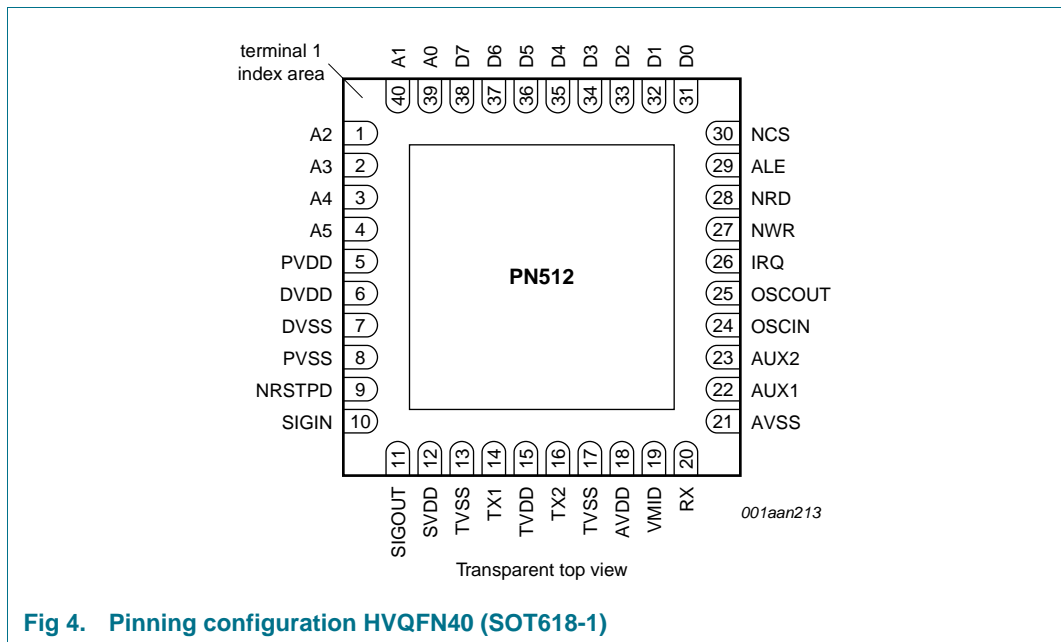 terminal 1
index area
A1
A0
D7
D6
D5
D4
D3
D2
D1
D0
40
39
38
37
36
35
34
33
32
31
A2 1
A3 2
A4 3
A5 4
PVDD 5
DVDD 6
DVSS 7
PVSS 8
NRSTPD 9
SIGIN 10
PN512
30 NCS
29 ALE
28 NRD
27 NWR
26 IRQ
25 OSCOUT
24 OSCIN
23 AUX2
22 AUX1
21 AVSS
11
12
13
14
15
16
17
18
19
20
SIGOUT
SVDD
TVSS
TX1
TVDD
TX2
TVSS
AVDD
VMID
RX
001aan213
Transparent top view
Fig 4. Pinning configuration HVQFN40 (SOT618-1)